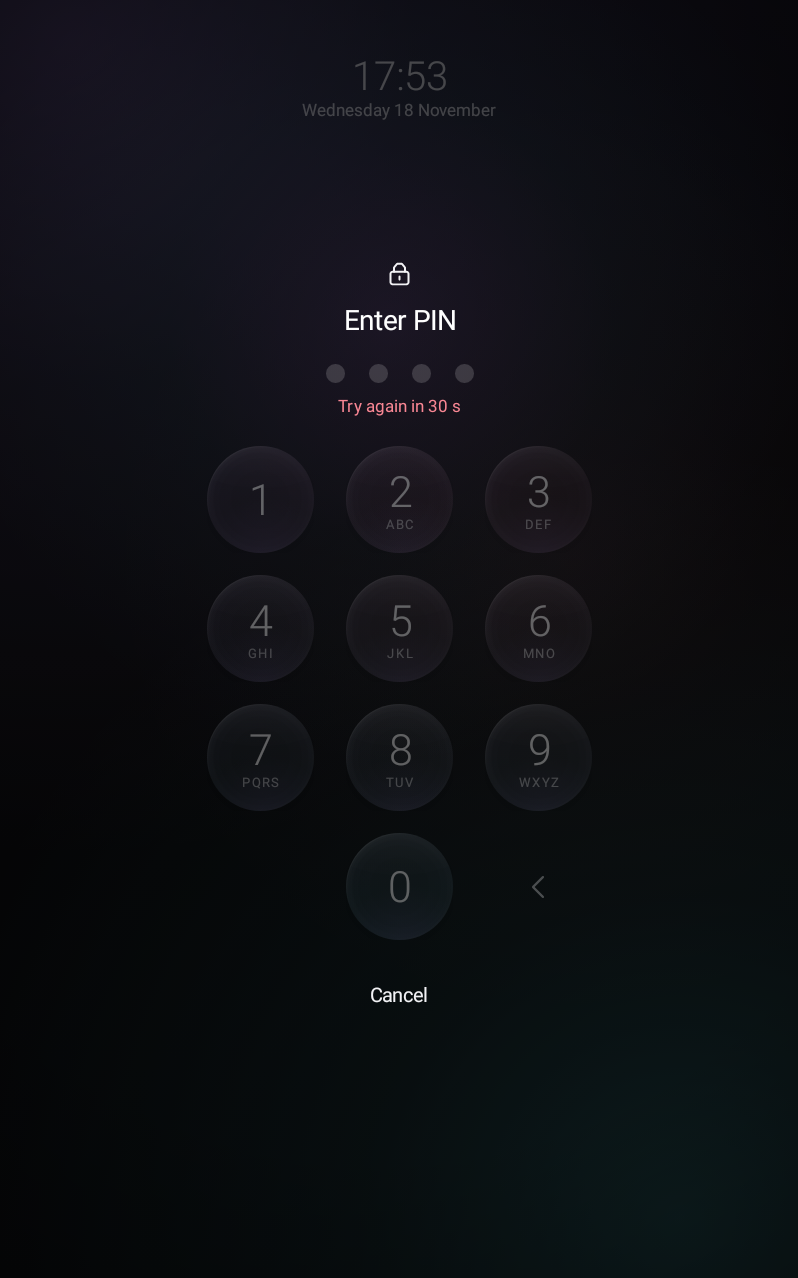 17:53
Wednesday 18 November
Enter PIN
Try again in 30 s
1
2
ABC
3
DEF
4
GHI
5
JKL
6
MNO
7
PQRS
8
TUV
9
WXYZ
0
Cancel